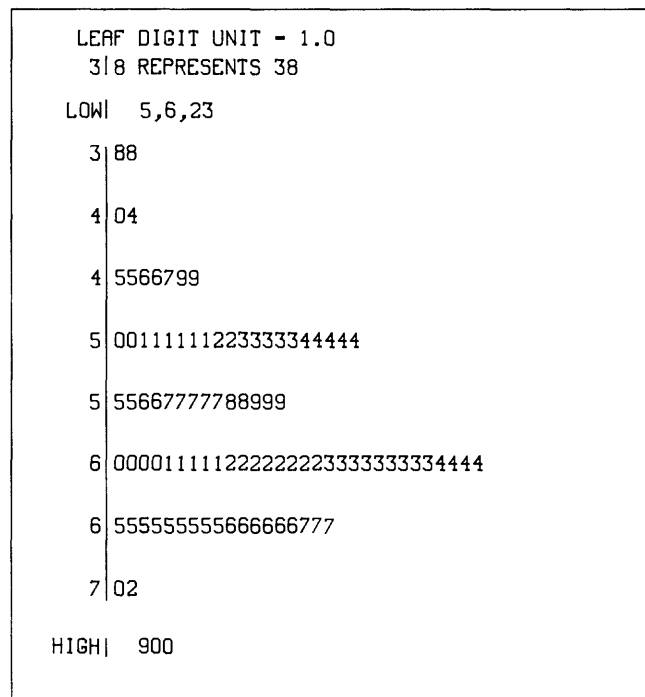 LEAF DIGIT UNIT = 1.0
3|8 REPRESENTS 38
LOW| 5,6,23
3|88
4|04
4|5566799
5|00111111223333344444
5|55667777788999
6|000011111222222223333333334444
6|555555555666666777
7|02
HIGH| 900